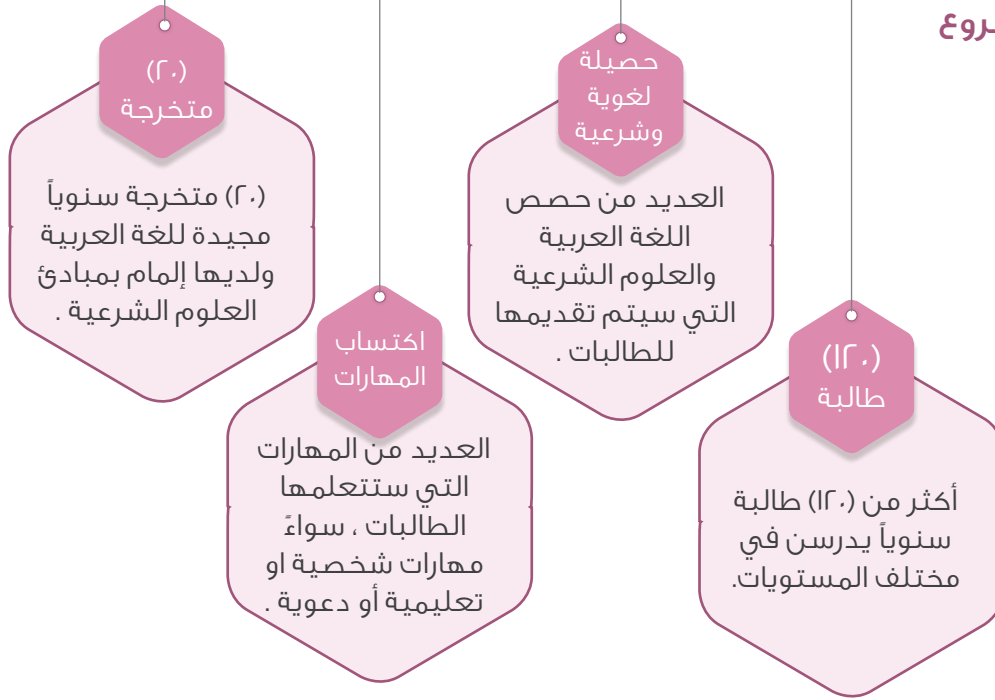 (١٢٠)
طالبة
أكثر من (١٢٠) طالبة
سنوياً يدرسن في
مختلف المستويات.
حصيلة
لغوية
وشرعية
العديد من حصص
اللغة العربية
والعلوم الشرعية
التي سيتم تقديمها
للطالبات .
اكتساب
المهارات
العديد من المهارات
التي ستتعلمها
الطالبات ، سواءً
مهارات شخصية او
تعليمية أو دعوية .
(٢٠)
متخرجة
(٢٠) متخرجة سنوياً
مجيدة للغة العربية
ولديها إلمام بمبادئ
العلوم الشرعية .